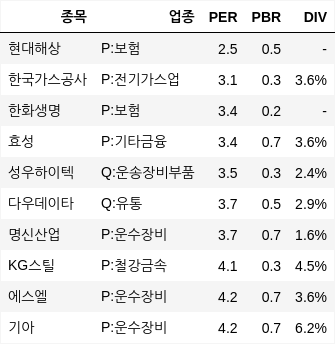 종목 업종 PER PBR DIV
현대해상 P:보험 2.5 0.5 -
한국가스공사 P:전기가스업 3.1 0.3 3.6%
한화생명 P:보험 3.4 0.2 -
효성 P:기타금융 3.4 0.7 3.6%
성우하이텍 Q:운송장비부품 3.5 0.3 2.4%
다우데이타 Q:유통 3.7 0.5 2.9%
명신산업 P:운수장비 3.7 0.7 1.6%
KG스틸 P:철강금속 4.1 0.3 4.5%
에스엘 P:운수장비 4.2 0.7 3.6%
기아 P:운수장비 4.2 0.7 6.2%